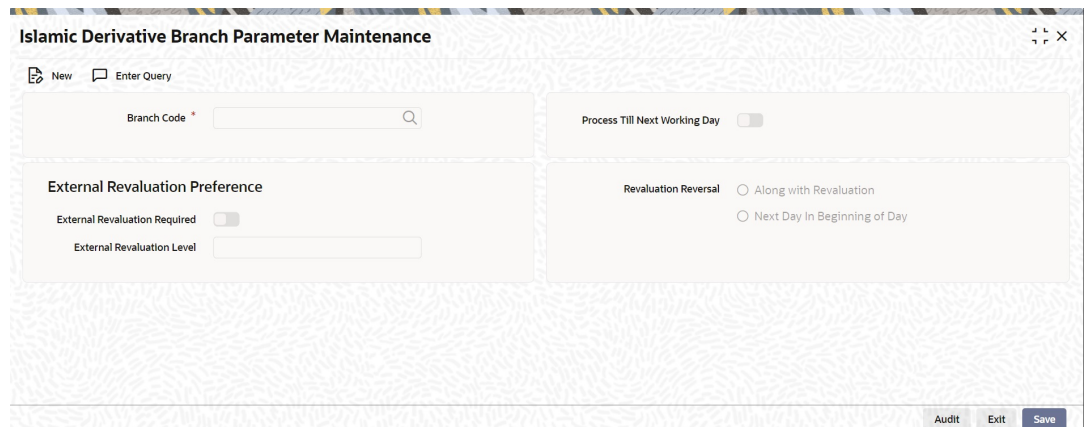 Islamic Derivative Branch Parameter Maintenance
New Enter Query
Branch Code *
Process Till Next Working Day
External Revaluation Preference
External Revaluation Required
External Revaluation Level
Revaluation Reversal Along with Revaluation
Next Day In Beginning of Day
Audit Exit Save